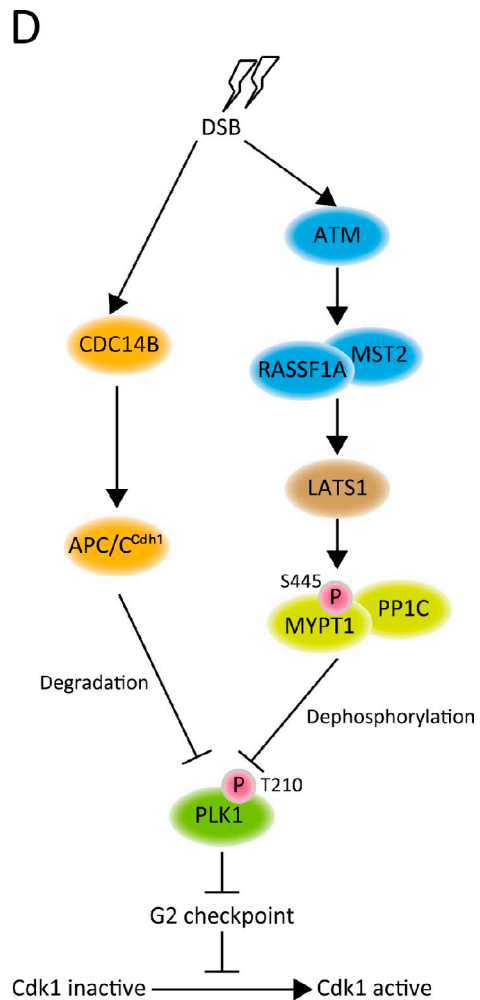 D
DSB
ATM
CDC14B
MST2
RASSF1A
LATS1
APC/C^Cdh1
S445
P
PP1C
MYPT1
Degradation
Dephosphorylation
P
T210
PLK1
G2 checkpoint
Cdk1 inactive
Cdk1 active